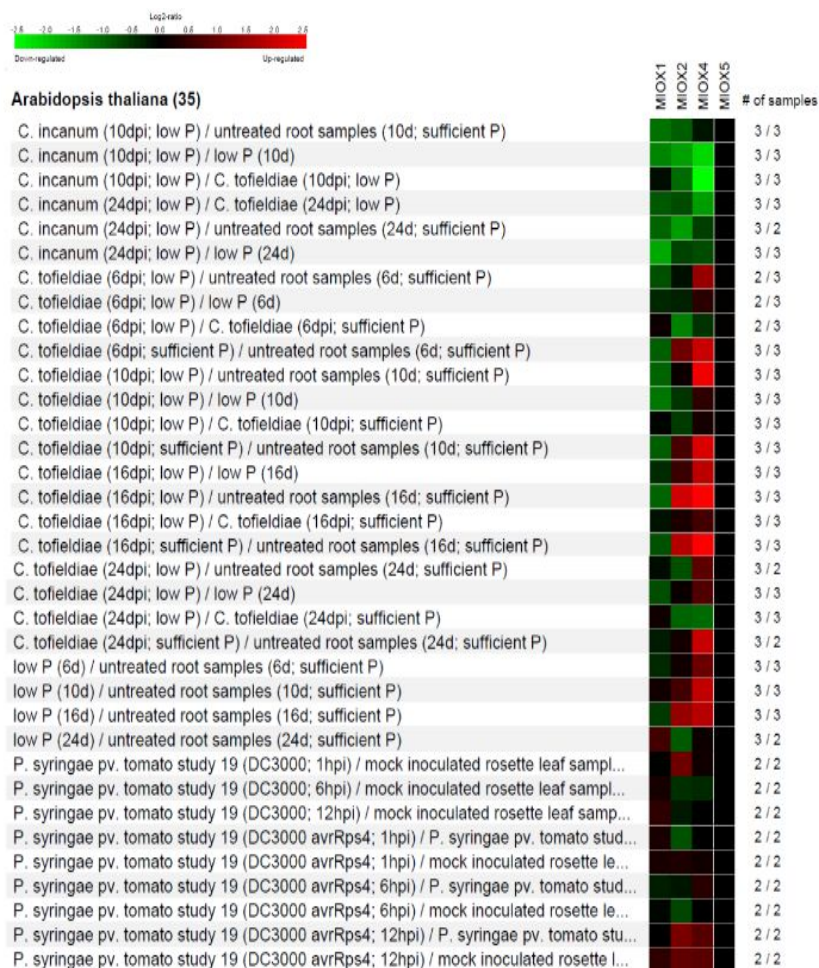 Log2-ratio
-2.5 -2.0 -1.5 -1.0 -0.5 0.0 0.5 1.0 1.5 2.0 2.5
Down-regulated Up-regulated
MIOX1 MIOX2 MIOX4 MIOX5
Arabidopsis thaliana (35) # of samples
C. incanum (10dpi; low P) / untreated root samples (10d; sufficient P) 3 / 3
C. incanum (10dpi; low P) / low P (10d) 3 / 3
C. incanum (10dpi; low P) / C. tofieldiae (10dpi; low P) 3 / 3
C. incanum (24dpi; low P) / C. tofieldiae (24dpi; low P) 3 / 3
C. incanum (24dpi; low P) / untreated root samples (24d; sufficient P) 3 / 2
C. incanum (24dpi; low P) / low P (24d) 3 / 3
C. tofieldiae (6dpi; low P) / untreated root samples (6d; sufficient P) 2 / 3
C. tofieldiae (6dpi; low P) / low P (6d) 2 / 3
C. tofieldiae (6dpi; low P) / C. tofieldiae (6dpi; sufficient P) 2 / 3
C. tofieldiae (6dpi; sufficient P) / untreated root samples (6d; sufficient P) 3 / 3
C. tofieldiae (10dpi; low P) / untreated root samples (10d; sufficient P) 3 / 3
C. tofieldiae (10dpi; low P) / low P (10d) 3 / 3
C. tofieldiae (10dpi; low P) / C. tofieldiae (10dpi; sufficient P) 3 / 3
C. tofieldiae (10dpi; sufficient P) / untreated root samples (10d; sufficient P) 3 / 3
C. tofieldiae (16dpi; low P) / low P (16d) 3 / 3
C. tofieldiae (16dpi; low P) / untreated root samples (16d; sufficient P) 3 / 3
C. tofieldiae (16dpi; low P) / C. tofieldiae (16dpi; sufficient P) 3 / 3
C. tofieldiae (16dpi; sufficient P) / untreated root samples (16d; sufficient P) 3 / 3
C. tofieldiae (24dpi; low P) / untreated root samples (24d; sufficient P) 3 / 2
C. tofieldiae (24dpi; low P) / low P (24d) 3 / 3
C. tofieldiae (24dpi; low P) / C. tofieldiae (24dpi; sufficient P) 3 / 3
C. tofieldiae (24dpi; sufficient P) / untreated root samples (24d; sufficient P) 3 / 2
low P (6d) / untreated root samples (6d; sufficient P) 3 / 3
low P (10d) / untreated root samples (10d; sufficient P) 3 / 3
low P (16d) / untreated root samples (16d; sufficient P) 3 / 3
low P (24d) / untreated root samples (24d; sufficient P) 3 / 2
P. syringae pv. tomato study 19 (DC3000; 1hpi) / mock inoculated rosette leaf sampl... 2 / 2
P. syringae pv. tomato study 19 (DC3000; 6hpi) / mock inoculated rosette leaf sampl... 2 / 2
P. syringae pv. tomato study 19 (DC3000; 12hpi) / mock inoculated rosette leaf samp... 2 / 2
P. syringae pv. tomato study 19 (DC3000 avrRps4; 1hpi) / P. syringae pv. tomato stud... 2 / 2
P. syringae pv. tomato study 19 (DC3000 avrRps4; 1hpi) / mock inoculated rosette le... 2 / 2
P. syringae pv. tomato study 19 (DC3000 avrRps4; 6hpi) / P. syringae pv. tomato stud... 2 / 2
P. syringae pv. tomato study 19 (DC3000 avrRps4; 6hpi) / mock inoculated rosette le... 2 / 2
P. syringae pv. tomato study 19 (DC3000 avrRps4; 12hpi) / P. syringae pv. tomato stu... 2 / 2
P. syringae pv. tomato study 19 (DC3000 avrRps4; 12hpi) / mock inoculated rosette l... 2 / 2